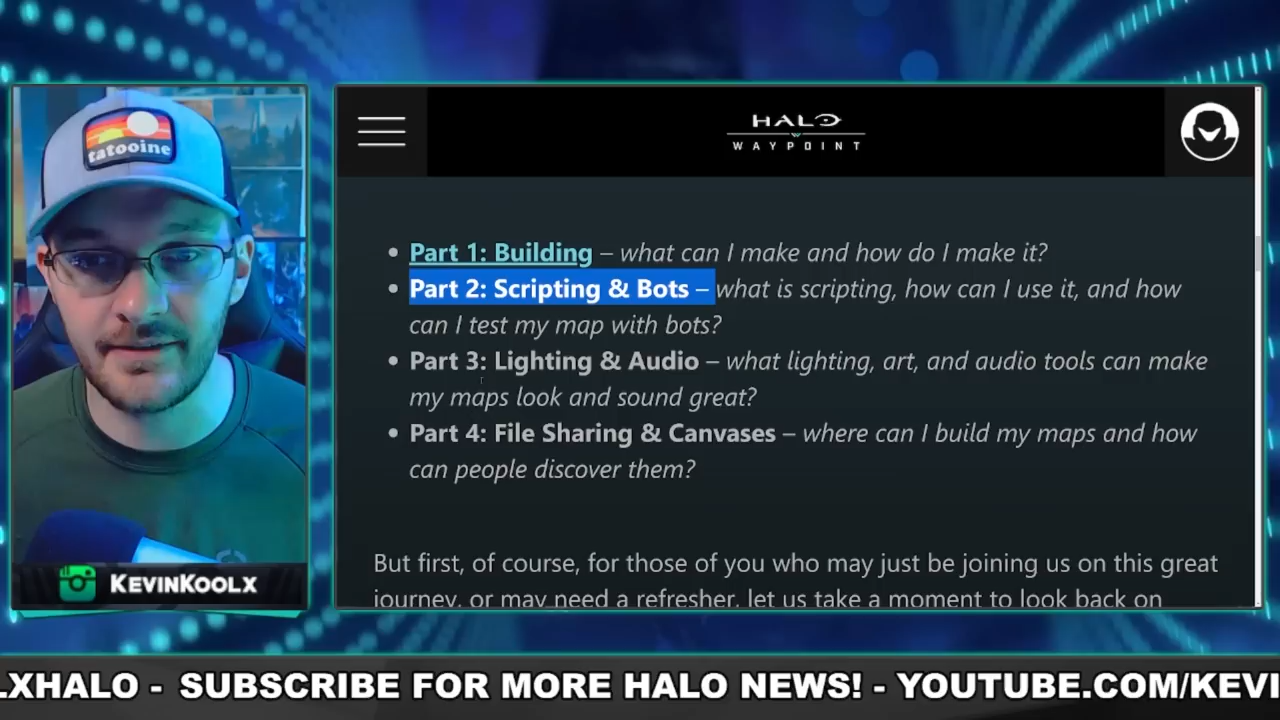 tatooine
KEVINKOOLX
HALO
WAYPOINT
• Part 1: Building – what can I make and how do I make it?
• Part 2: Scripting & Bots – what is scripting, how can I use it, and how
can I test my map with bots?
• Part 3: Lighting & Audio – what lighting, art, and audio tools can make
my maps look and sound great?
• Part 4: File Sharing & Canvases – where can I build my maps and how
can people discover them?
But first, of course, for those of you who may just be joining us on this great
journey, or may need a refresher, let us take a moment to look back on
LXHALO - SUBSCRIBE FOR MORE HALO NEWS! - YOUTUBE.COM/KEVI